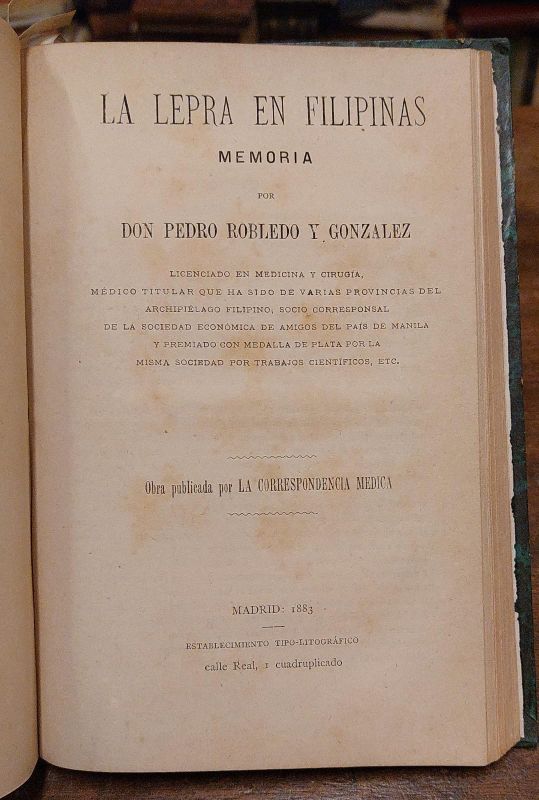 LA LEPRA EN FILIPINAS
MEMORIA
POR
DON PEDRO ROBLEDO Y GONZALEZ
LICENCIADO EN MEDICINA Y CIRUGÍA,
MÉDICO TITULAR QUE HA SIDO DE VARIAS PROVINCIAS DEL
ARCHIPIÉLAGO FILIPINO, SOCIO CORRESPONSAL
DE LA SOCIEDAD ECONÓMICA DE AMIGOS DEL PAÍS DE MANILA
Y PREMIADO CON MEDALLA DE PLATA POR LA
MISMA SOCIEDAD POR TRABAJOS CIENTÍFICOS, ETC.
Obra publicada por LA CORRESPONDENCIA MEDICA
MADRID: 1883
ESTABLECIMIENTO TIPO-LITOGRÁFICO
calle Real, 1 cuadruplicado